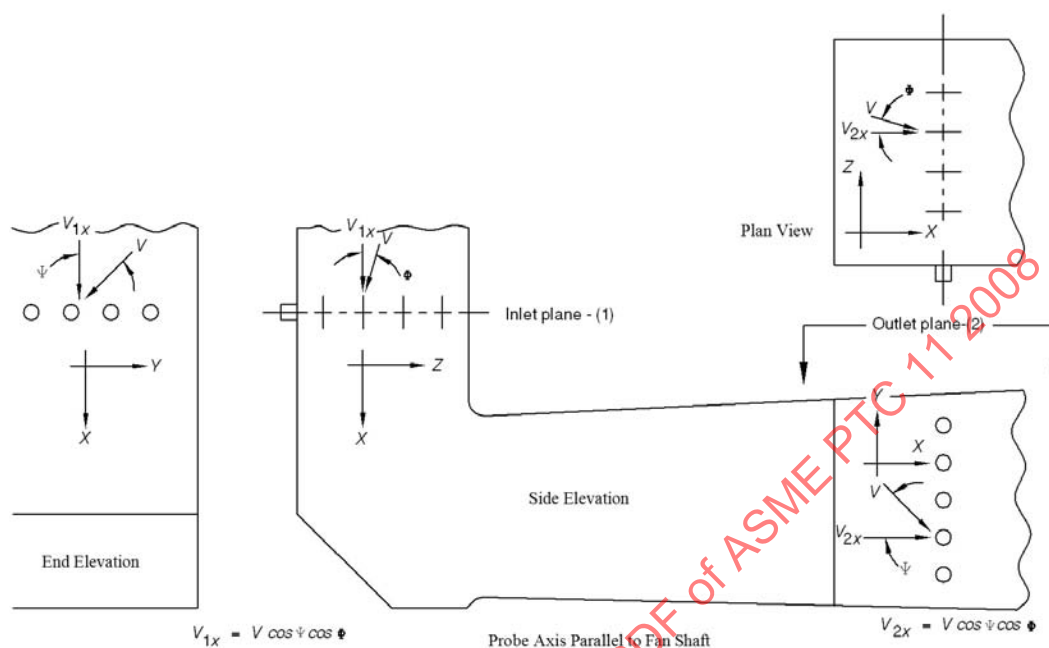 Φ
V
V2x
Z
X
Plan View
V1x
V
Ψ
Y
X
End Elevation
V1x = V cos Ψ cos Φ
V1x
V
Φ
Inlet plane - (1)
Z
X
Side Elevation
Probe Axis Parallel to Fan Shaft
Outlet plane-(2)
Y
X
V
V2x
Ψ
V2x = V cos Ψ cos Φ
DF of ASME PTC 11 2008